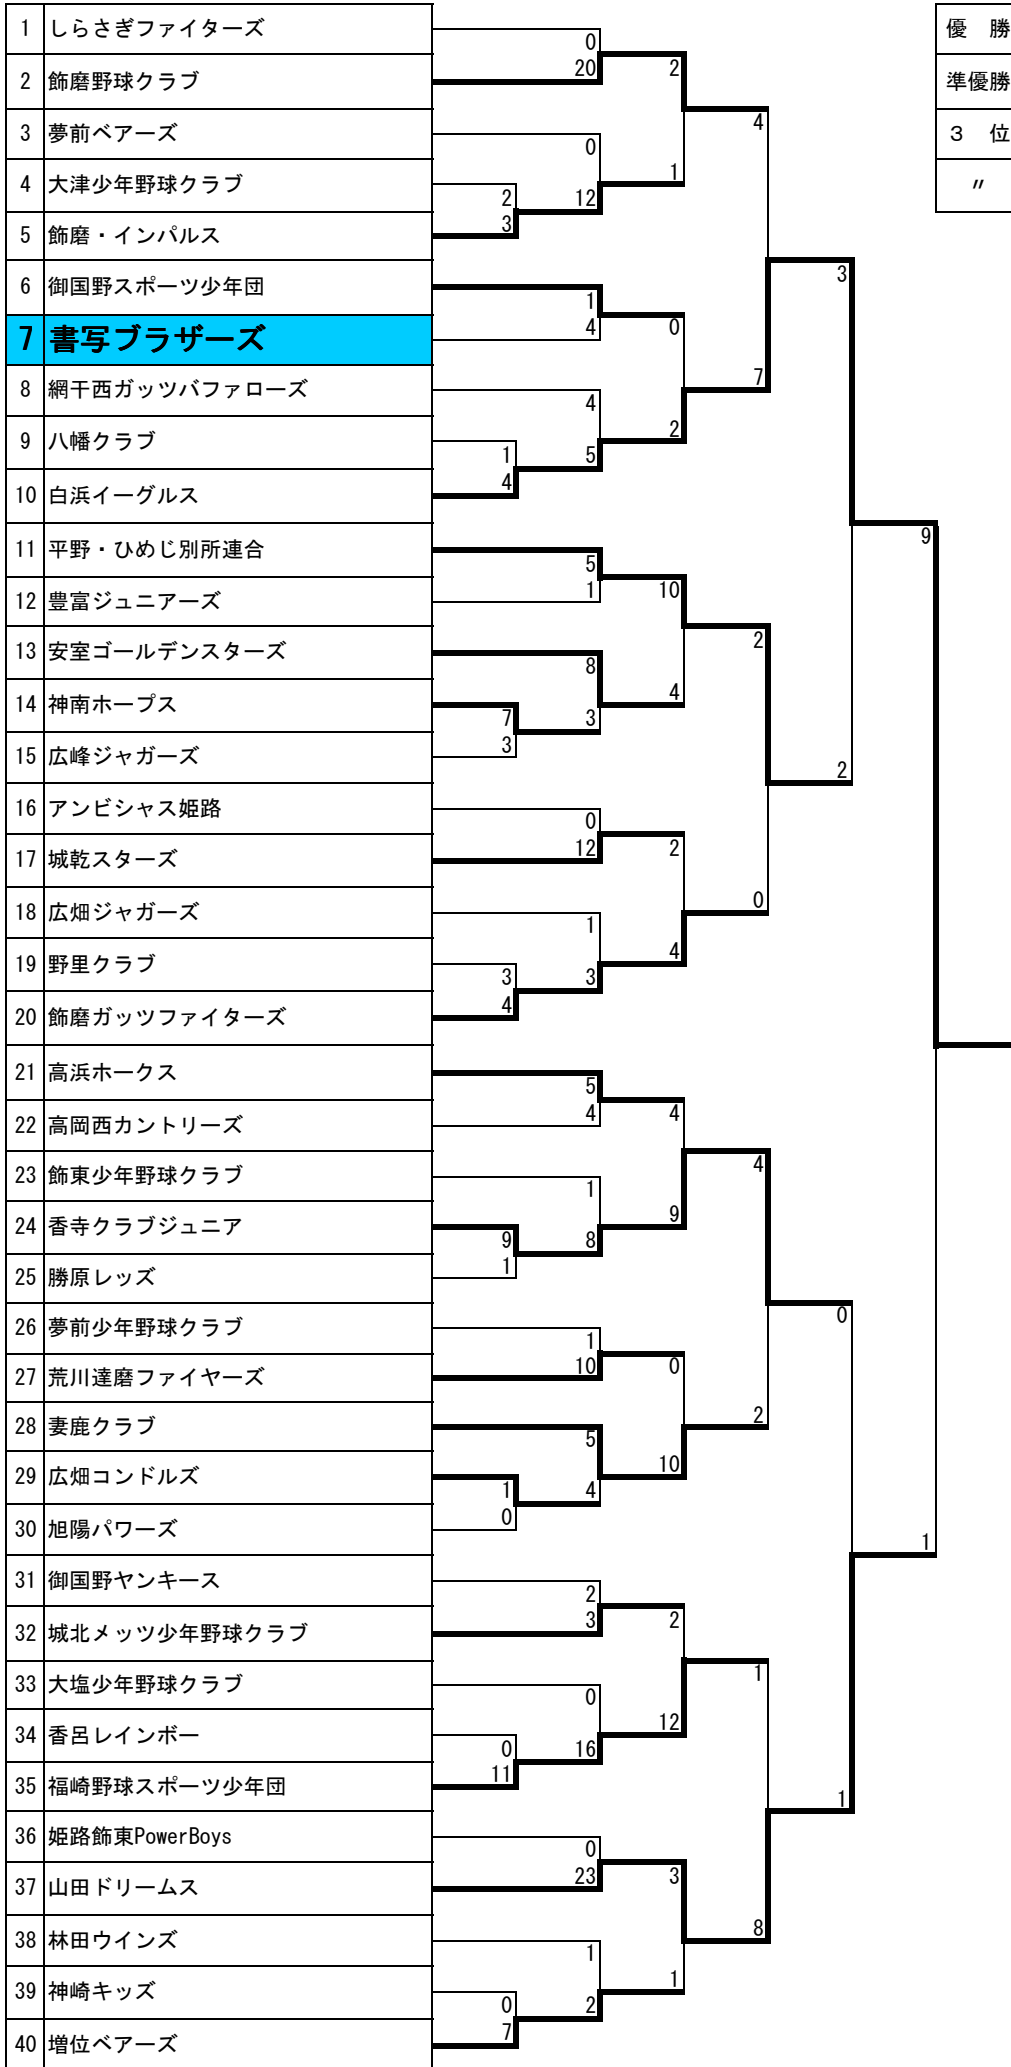 1 しらさぎファイターズ
2 飾磨野球クラブ
3 夢前ベアーズ
4 大津少年野球クラブ
5 飾磨・インパルス
6 御国野スポーツ少年団
7 書写ブラザーズ
8 網干西ガッツバファローズ
9 八幡クラブ
10 白浜イーグルス
11 平野・ひめじ別所連合
12 豊富ジュニアーズ
13 安室ゴールデンスターズ
14 神南ホープス
15 広峰ジャガーズ
16 アンビシャス姫路
17 城乾スターズ
18 広畑ジャガーズ
19 野里クラブ
20 飾磨ガッツファイターズ
21 高浜ホークス
22 高岡西カントリーズ
23 飾東少年野球クラブ
24 香寺クラブジュニア
25 勝原レッズ
26 夢前少年野球クラブ
27 荒川達磨ファイヤーズ
28 妻鹿クラブ
29 広畑コンドルズ
30 旭陽パワーズ
31 御国野ヤンキース
32 城北メッツ少年野球クラブ
33 大塩少年野球クラブ
34 香呂レインボー
35 福崎野球スポーツ少年団
36 姫路飾東PowerBoys
37 山田ドリームス
38 林田ウインズ
39 神崎キッズ
40 増位ベアーズ
2
3
1
4
7
3
3
4
9
1
1
0
0
11
0
7
0
20
0
12
1
4
4
5
5
1
8
3
0
12
1
3
5
4
1
8
1
10
5
4
2
3
0
16
0
23
1
2
2
1
0
2
10
4
2
4
4
9
0
10
2
12
3
1
4
7
2
0
4
2
1
8
3
2
0
1
9
1
優 勝
準優勝
3 位
〃